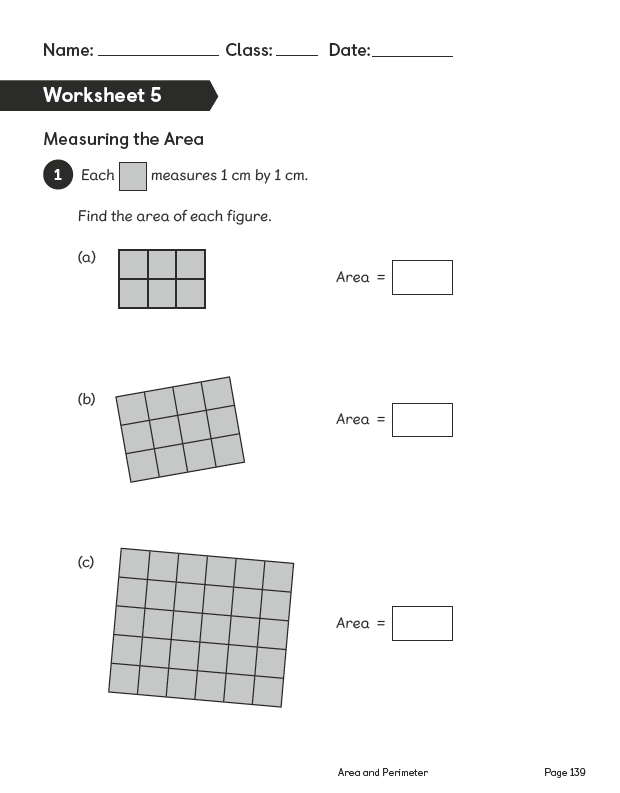 Name: ____________ Class: _____ Date: _________
Worksheet 5
Measuring the Area
1 Each measures 1 cm by 1 cm.
Find the area of each figure.
(a) Area =
(b) Area =
(c) Area =
Area and Perimeter Page 139